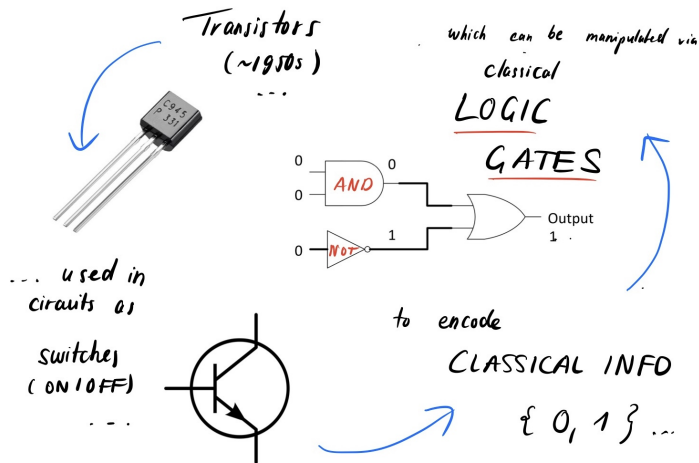 Transistors
(~1950s)
...
C945
P 331
... used in
circuits as
switches
(ON/OFF)
...
to encode
CLASSICAL INFO
{ 0, 1 } ...
. which can be manipulated via
classical
LOGIC
GATES
0
0
AND
0
0
NOT
1
Output
1 .